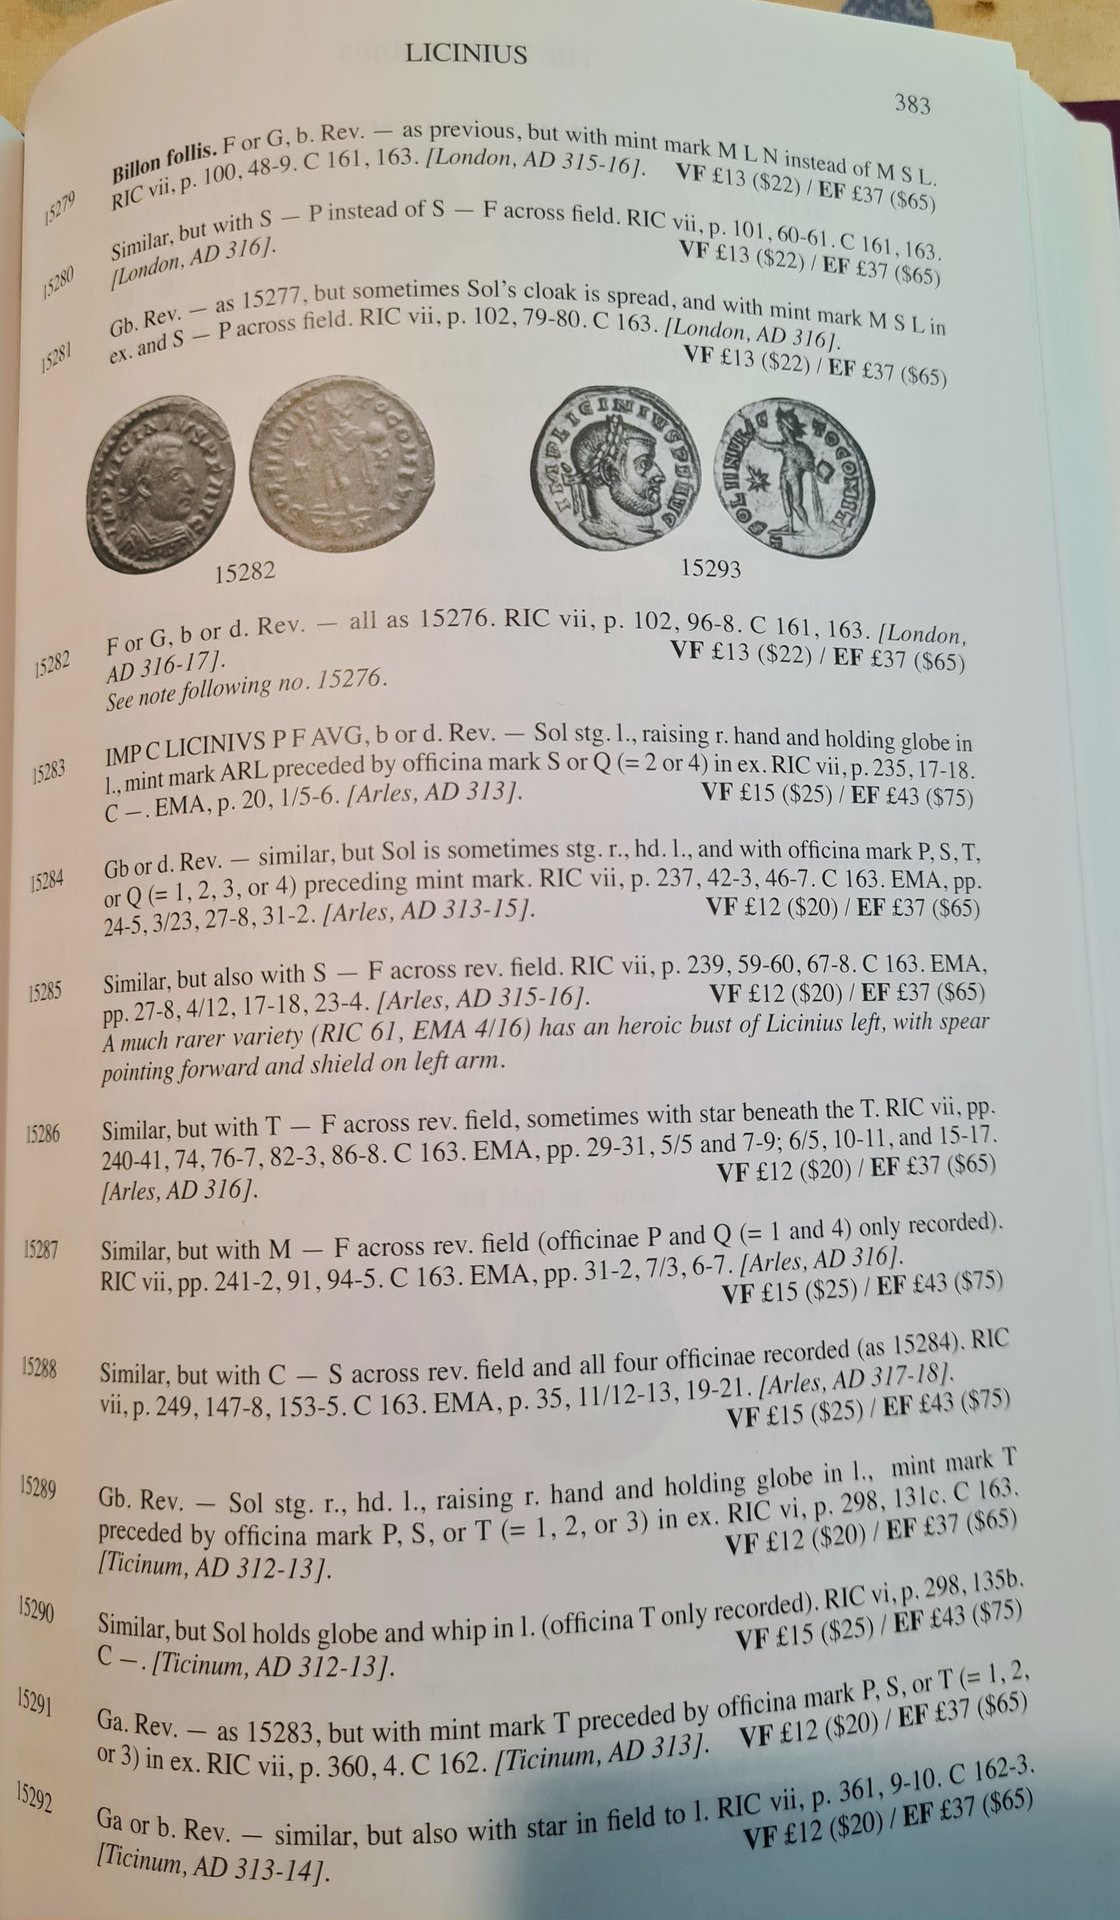 LICINIUS
383
15279 Billon follis. F or G, b. Rev. — as previous, but with mint mark M L N instead of M S L.
RIC vii, p. 100, 48-9. C 161, 163. [London, AD 315-16]. VF £13 ($22) / EF £37 ($65)
15280 Similar, but with S — P instead of S — F across field. RIC vii, p. 101, 60-61. C 161, 163.
[London, AD 316]. VF £13 ($22) / EF £37 ($65)
15281 Gb. Rev. — as 15277, but sometimes Sol's cloak is spread, and with mint mark M S L in
ex. and S — P across field. RIC vii, p. 102, 79-80. C 163. [London, AD 316].
VF £13 ($22) / EF £37 ($65)
IMP LICINIVS P F AVG
SOLI INVICTO COMITI
15282
15293
15282 F or G, b or d. Rev. — all as 15276. RIC vii, p. 102, 96-8. C 161, 163. [London,
AD 316-17]. VF £13 ($22) / EF £37 ($65)
See note following no. 15276.
15283 IMP C LICINIVS P F AVG, b or d. Rev. — Sol stg. l., raising r. hand and holding globe in
l., mint mark ARL preceded by officina mark S or Q (= 2 or 4) in ex. RIC vii, p. 235, 17-18.
C –. EMA, p. 20, 1/5-6. [Arles, AD 313]. VF £15 ($25) / EF £43 ($75)
15284 Gb or d. Rev. — similar, but Sol is sometimes stg. r., hd. l., and with officina mark P, S, T,
or Q (= 1, 2, 3, or 4) preceding mint mark. RIC vii, p. 237, 42-3, 46-7. C 163. EMA, pp.
24-5, 3/23, 27-8, 31-2. [Arles, AD 313-15]. VF £12 ($20) / EF £37 ($65)
15285 Similar, but also with S — F across rev. field. RIC vii, p. 239, 59-60, 67-8. C 163. EMA,
pp. 27-8, 4/12, 17-18, 23-4. [Arles, AD 315-16]. VF £12 ($20) / EF £37 ($65)
A much rarer variety (RIC 61, EMA 4/16) has an heroic bust of Licinius left, with spear
pointing forward and shield on left arm.
15286 Similar, but with T — F across rev. field, sometimes with star beneath the T. RIC vii, pp.
240-41, 74, 76-7, 82-3, 86-8. C 163. EMA, pp. 29-31, 5/5 and 7-9; 6/5, 10-11, and 15-17.
[Arles, AD 316]. VF £12 ($20) / EF £37 ($65)
15287 Similar, but with M — F across rev. field (officinae P and Q (= 1 and 4) only recorded).
RIC vii, pp. 241-2, 91, 94-5. C 163. EMA, pp. 31-2, 7/3, 6-7. [Arles, AD 316].
VF £15 ($25) / EF £43 ($75)
15288 Similar, but with C — S across rev. field and all four officinae recorded (as 15284). RIC
vii, p. 249, 147-8, 153-5. C 163. EMA, p. 35, 11/12-13, 19-21. [Arles, AD 317-18].
VF £15 ($25) / EF £43 ($75)
15289 Gb. Rev. — Sol stg. r., hd. l., raising r. hand and holding globe in l., mint mark T
preceded by officina mark P, S, or T (= 1, 2, or 3) in ex. RIC vi, p. 298, 131c. C 163.
[Ticinum, AD 312-13]. VF £12 ($20) / EF £37 ($65)
15290 Similar, but Sol holds globe and whip in l. (officina T only recorded). RIC vi, p. 298, 135b.
C –. [Ticinum, AD 312-13]. VF £15 ($25) / EF £43 ($75)
15291 Ga. Rev. — as 15283, but with mint mark T preceded by officina mark P, S, or T (= 1, 2,
or 3) in ex. RIC vii, p. 360, 4. C 162. [Ticinum, AD 313]. VF £12 ($20) / EF £37 ($65)
15292 Ga or b. Rev. — similar, but also with star in field to l. RIC vii, p. 361, 9-10. C 162-3.
[Ticinum, AD 313-14]. VF £12 ($20) / EF £37 ($65)